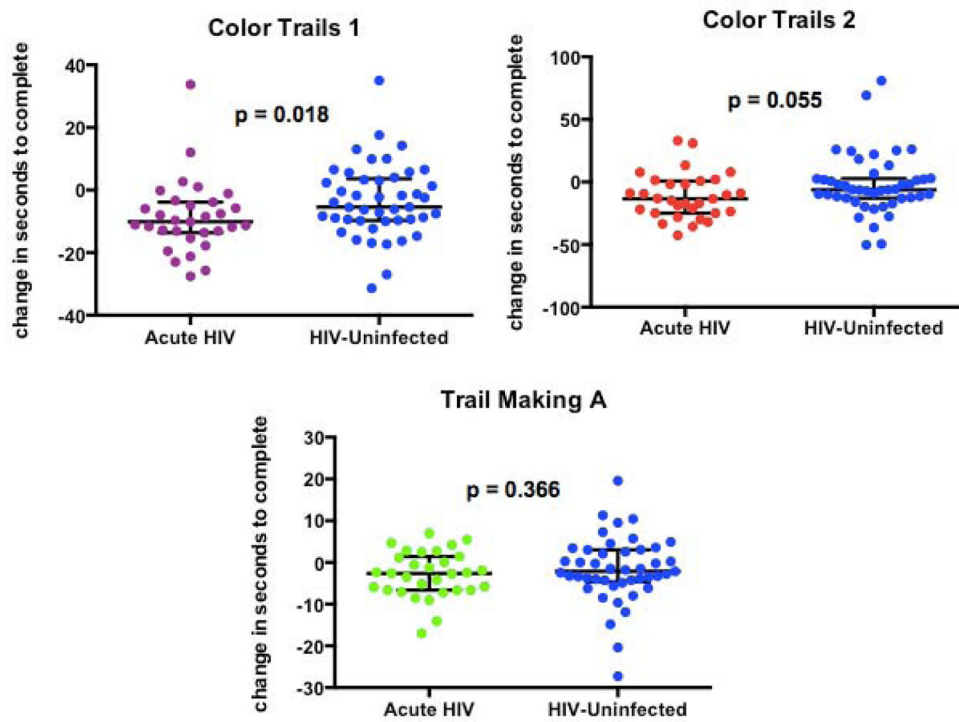 Color Trails 1
change in seconds to complete
40
20
0
-20
-40
p = 0.018
Acute HIV
HIV-Uninfected
Color Trails 2
change in seconds to complete
100
50
0
-50
-100
p = 0.055
Acute HIV
HIV-Uninfected
Trail Making A
change in seconds to complete
30
20
10
0
-10
-20
-30
p = 0.366
Acute HIV
HIV-Uninfected